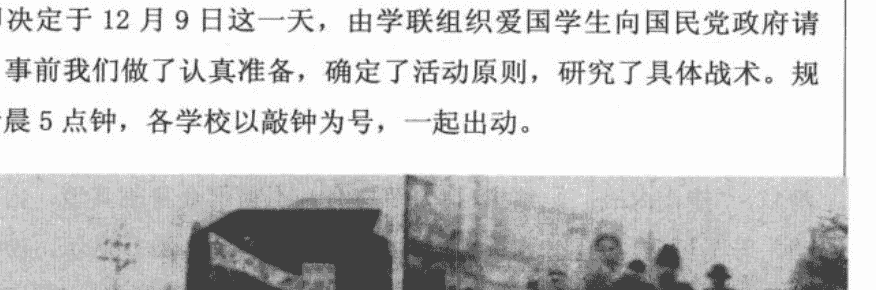 决定于 12 月 9 日这一天，由学联组织爱国学生向国民党政府请
事前我们做了认真准备，确定了活动原则，研究了具体战术。规
晨 5 点钟，各学校以敲钟为号，一起出动。